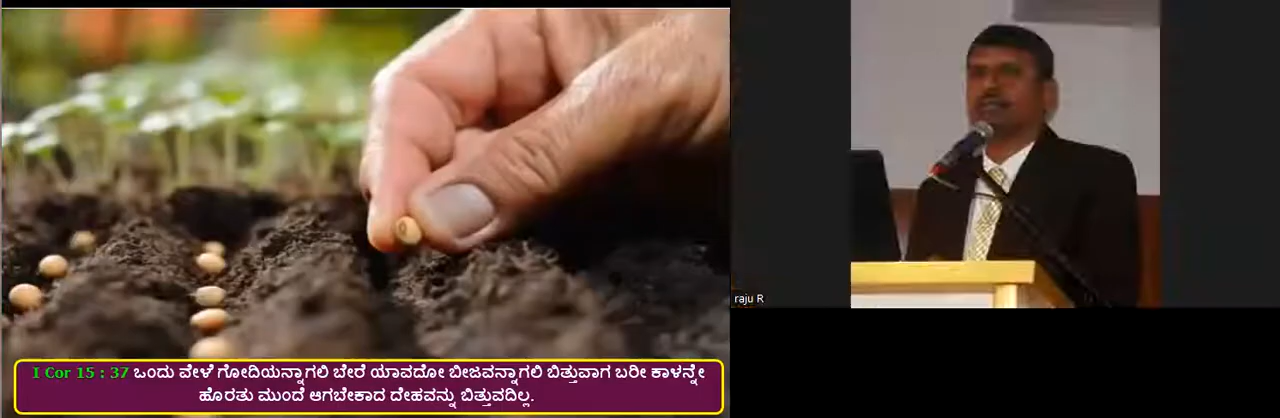 I Cor 15 : 37 ಒಂದು ವೇಳೆ ಗೋದಿಯನ್ನಾಗಲಿ ಬೇರೆ ಯಾವದೋ ಬೀಜವನ್ನಾಗಲಿ ಬಿತ್ತುವಾಗ ಬರೀ ಕಾಳನ್ನೇ
ಹೊರತು ಮುಂದೆ ಆಗಬೇಕಾದ ದೇಹವನ್ನು ಬಿತ್ತುವದಿಲ್ಲ.
raju R